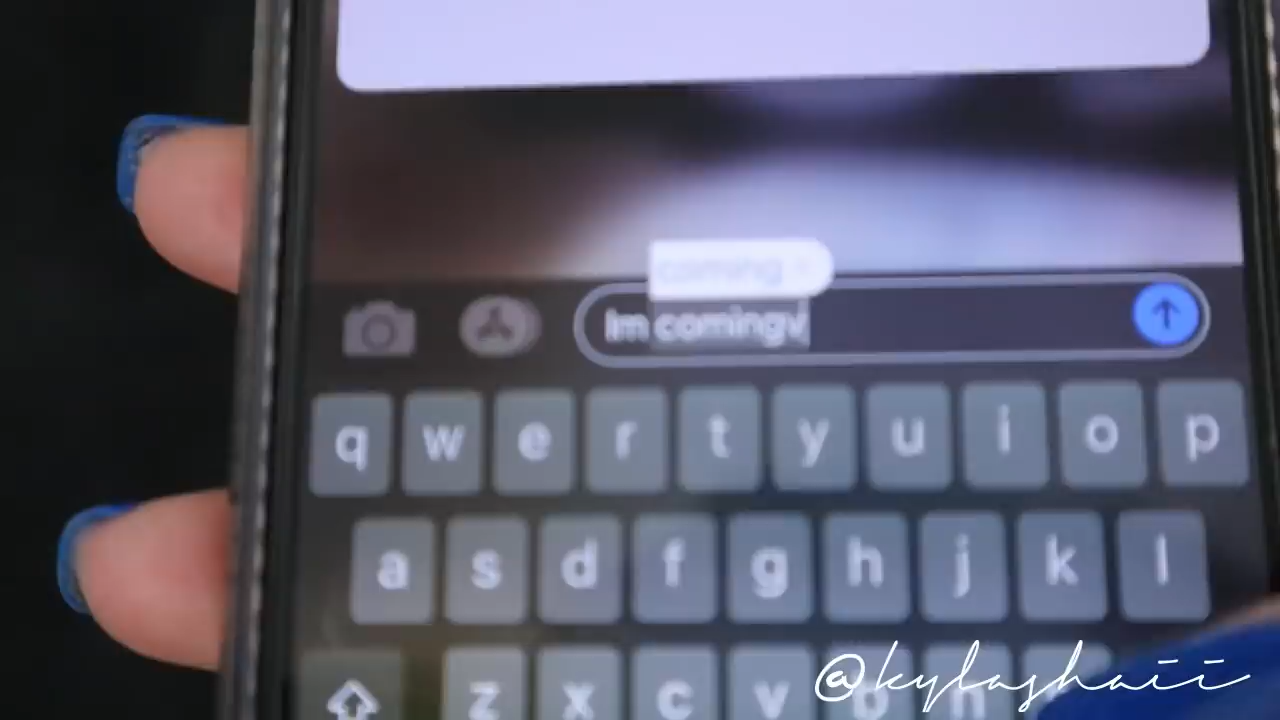 coming ×
Im comingv
q w e r t y u i o p
a s d f g h j k l
z x c v b n
@kylashaii